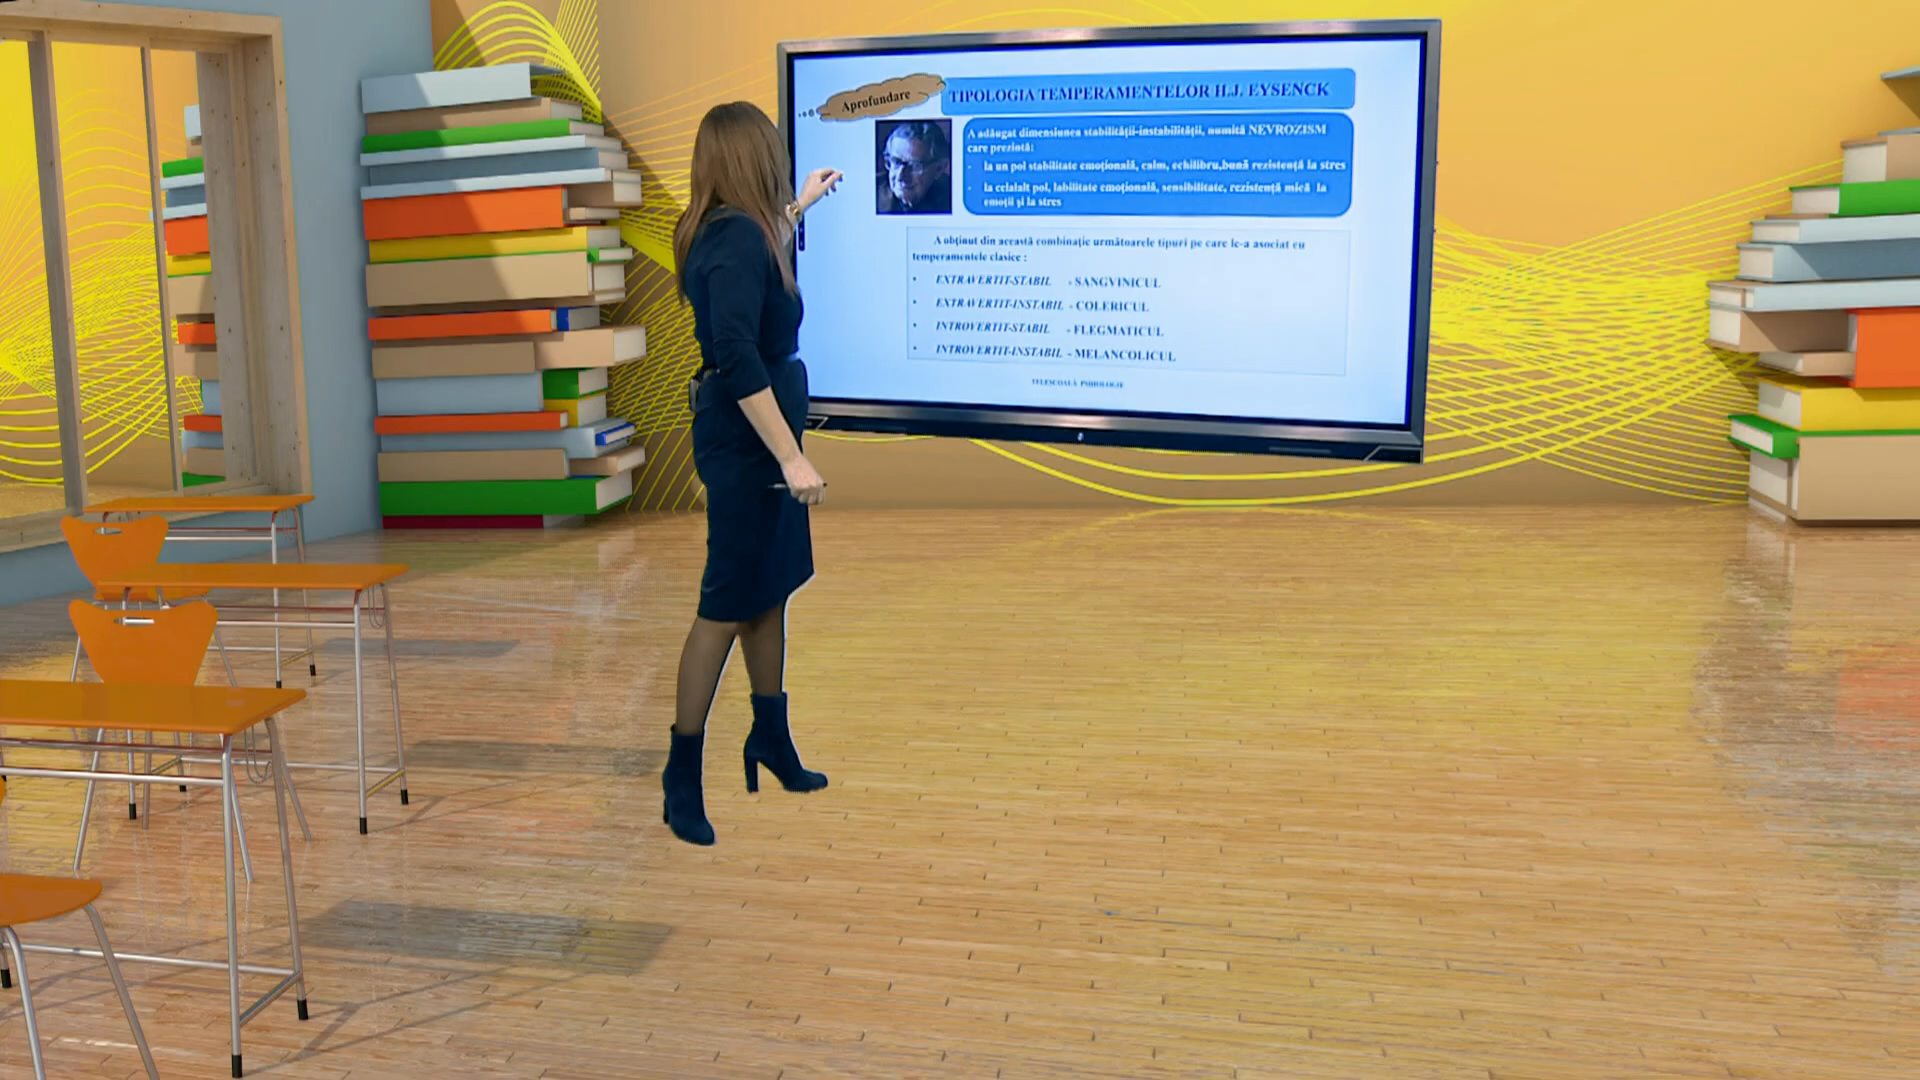 Aprofundare
TIPOLOGIA TEMPERAMENTELOR H.J. EYSENCK
A adăugat dimensiunea stabilității-instabilității, numită NEVROZISM
care prezintă:
- la un pol stabilitate emoțională, calm, echilibru,bună rezistență la stres
- la celalalt pol, labilitate emoțională, sensibilitate, rezistență mică la
emoții și la stres
A obținut din această combinație următoarele tipuri pe care le-a asociat cu
temperamentele clasice :
• EXTRAVERTIT-STABIL - SANGVINICUL
• EXTRAVERTIT-INSTABIL - COLERICUL
• INTROVERTIT-STABIL - FLEGMATICUL
• INTROVERTIT-INSTABIL - MELANCOLICUL
TELEȘCOALĂ PSIHOLOGIE